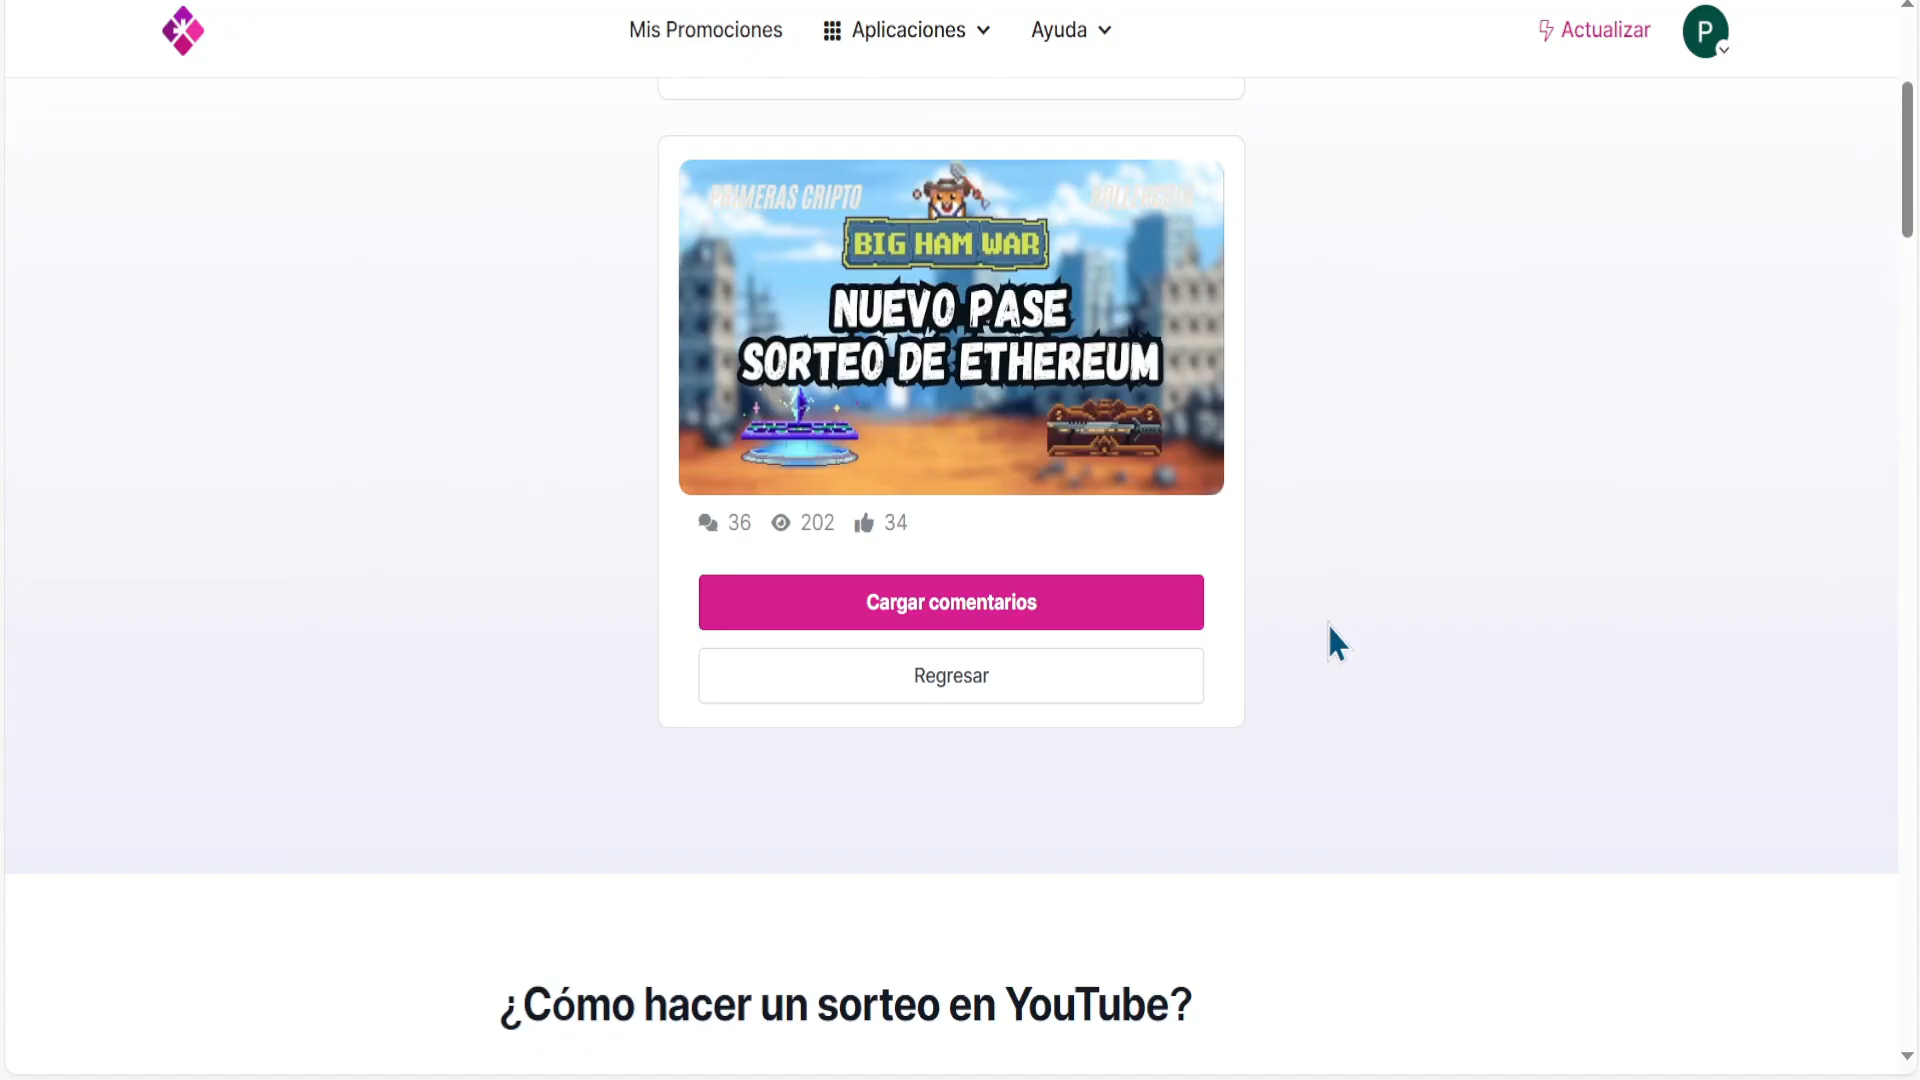 Mis Promociones
Aplicaciones
Ayuda
Actualizar
P
PRIMERAS CRIPTO
BIG HAM WAR
NUEVO PASE
SORTEO DE ETHEREUM
36
202
34
Cargar comentarios
Regresar
¿Cómo hacer un sorteo en YouTube?